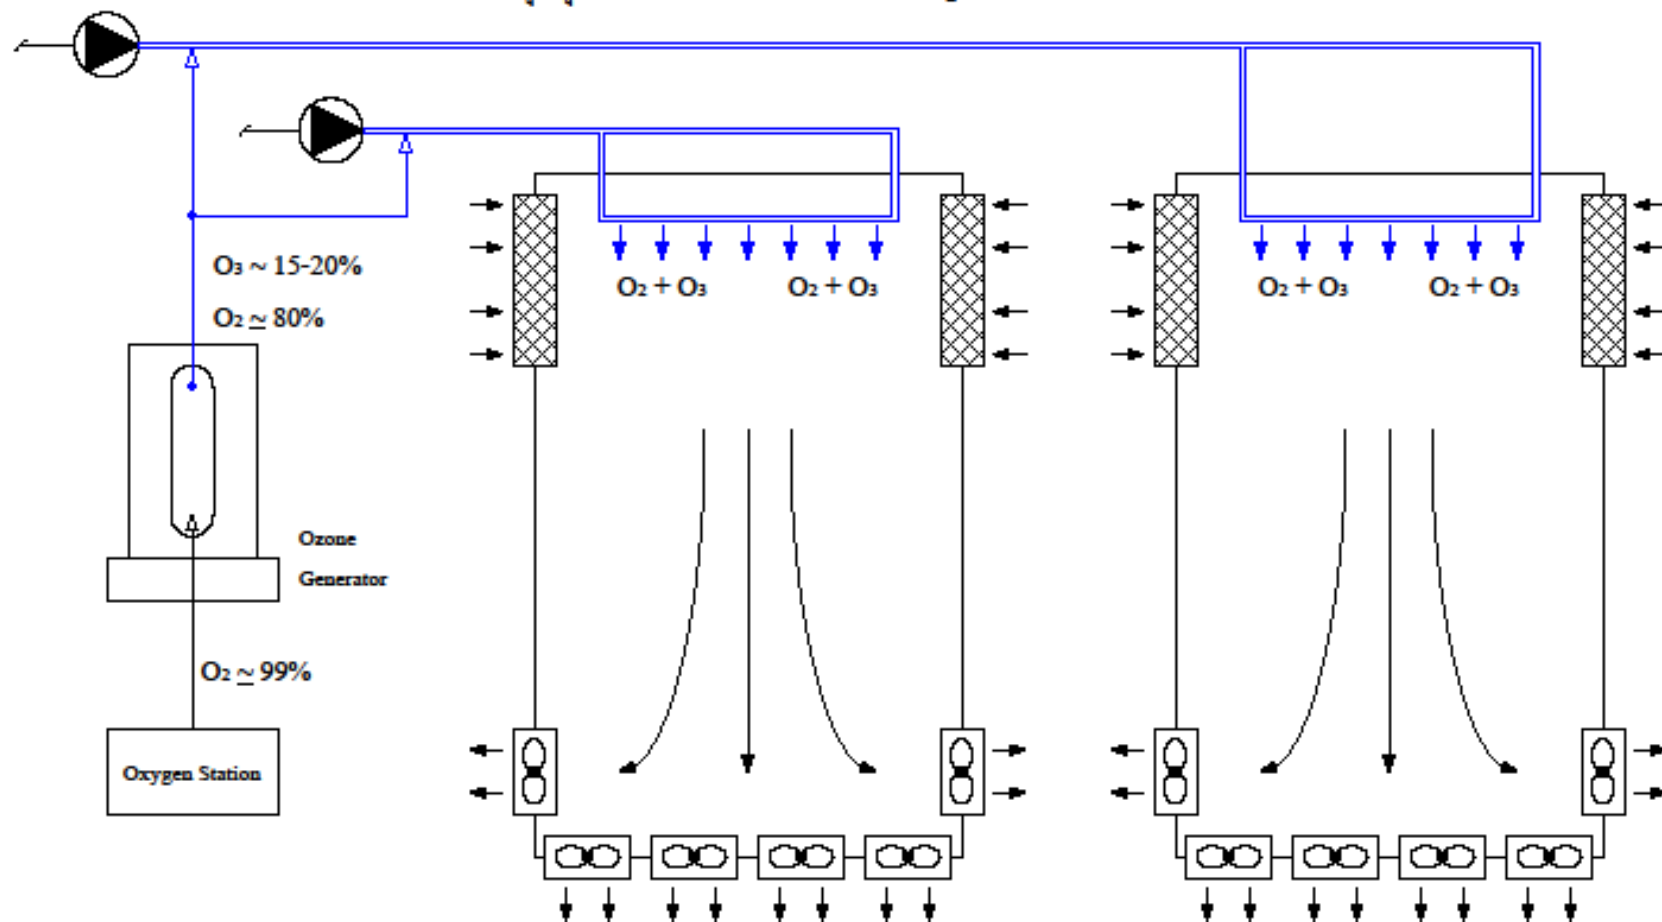 O₃ ~ 15-20%
O₂ ≃ 80%
O₂ + O₃ O₂ + O₃ O₂ + O₃ O₂ + O₃
Ozone
Generator
O₂ ≃ 99%
Oxygen Station